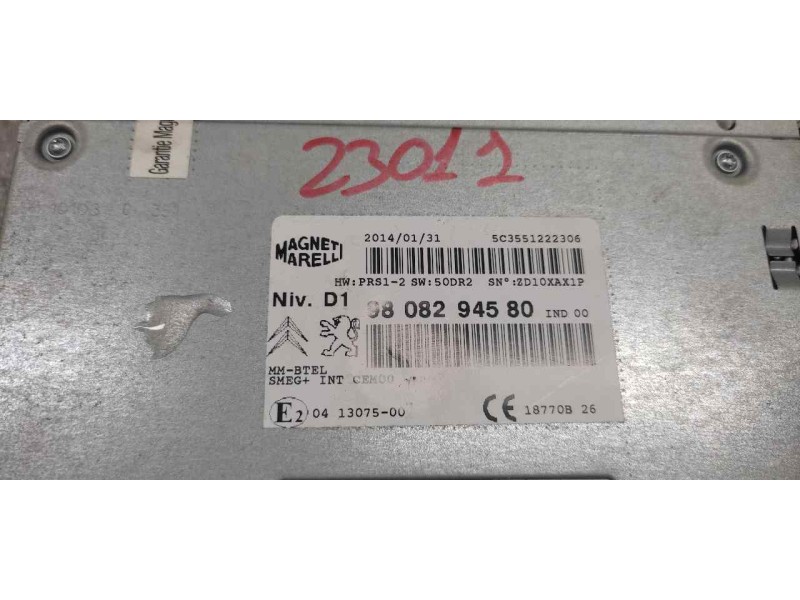 Garantie Mag
23011
MAGNETI MARELLI
2014/01/31 5C3551222306
HW:PRS1-2 SW:50DR2 SN°:ZD10XAX1P
Niv. D1 98 082 945 80 IND 00
MM-BTEL
SMEG+ INT
E2 04 13075-00 CE 18770B 26